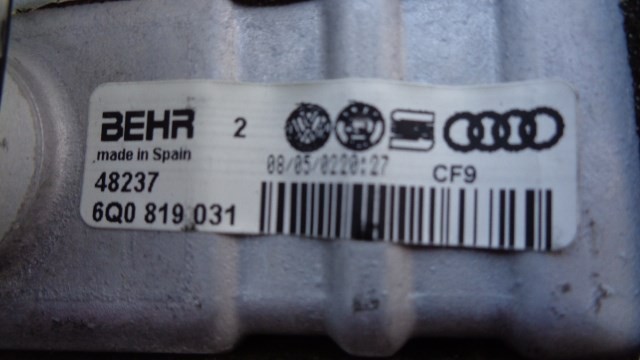 BEHR 2
made in Spain
08/05/0220:27
48237
CF9
6Q0 819 031